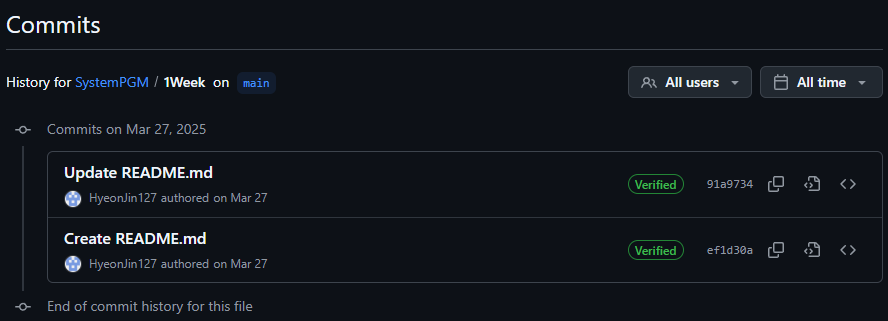 Commits
History for SystemPGM / 1Week on main
All users
All time
Commits on Mar 27, 2025
Update README.md
HyeonJin127 authored on Mar 27
Verified
91a9734
Create README.md
HyeonJin127 authored on Mar 27
Verified
ef1d30a
End of commit history for this file